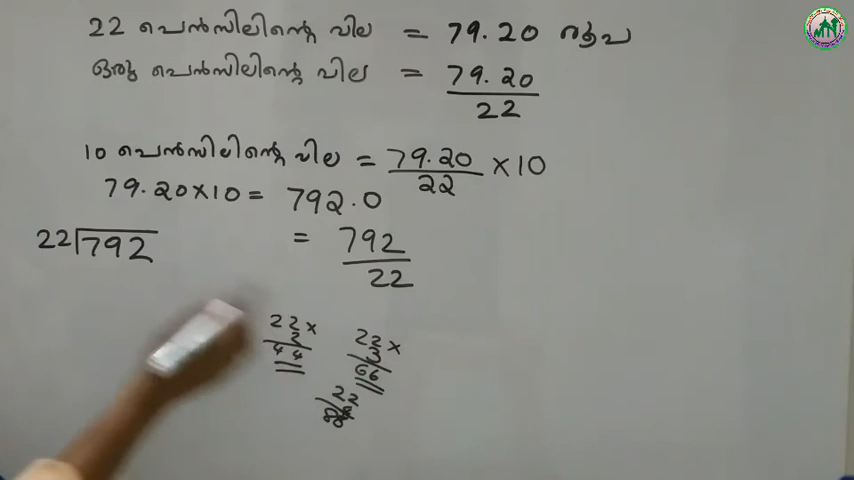 22 പെൻസിലിന്റെ വില = 79.20 രൂപ
ഒരു പെൻസിലിന്റെ വില = 79.20
22
10 പെൻസിലിന്റെ വില = 79.20 × 10
22
79.20×10 = 792.0
22 792 = 792
22
22 ×
2
44
22 ×
3
66
22
88